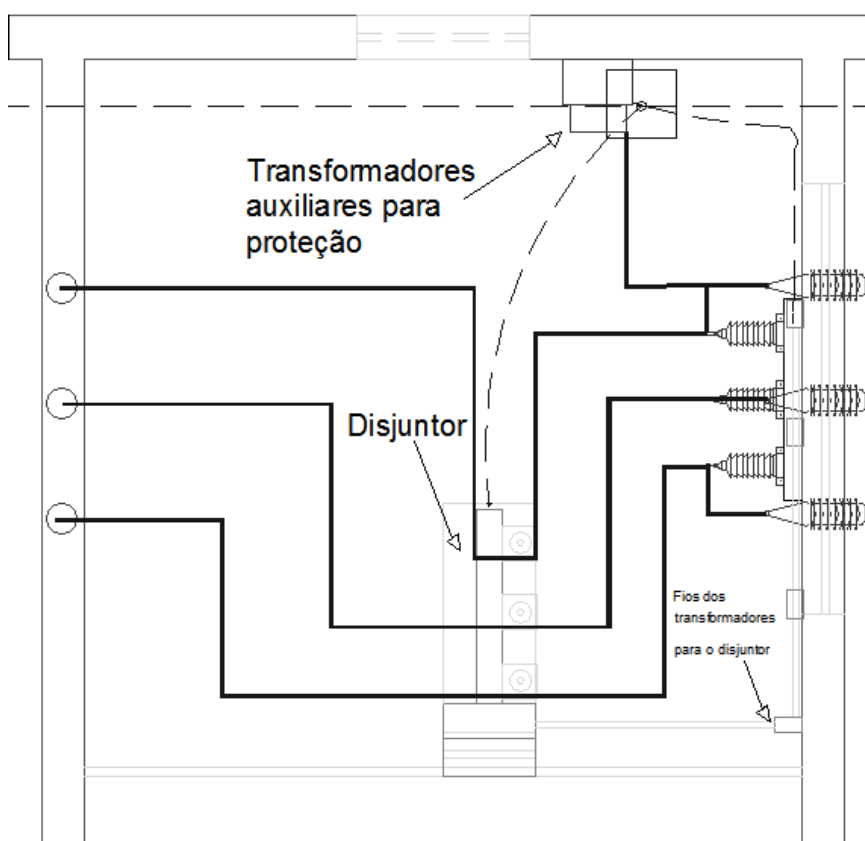 Transformadores
auxiliares para
proteção
Disjuntor
Fios dos
transformadores
para o disjuntor